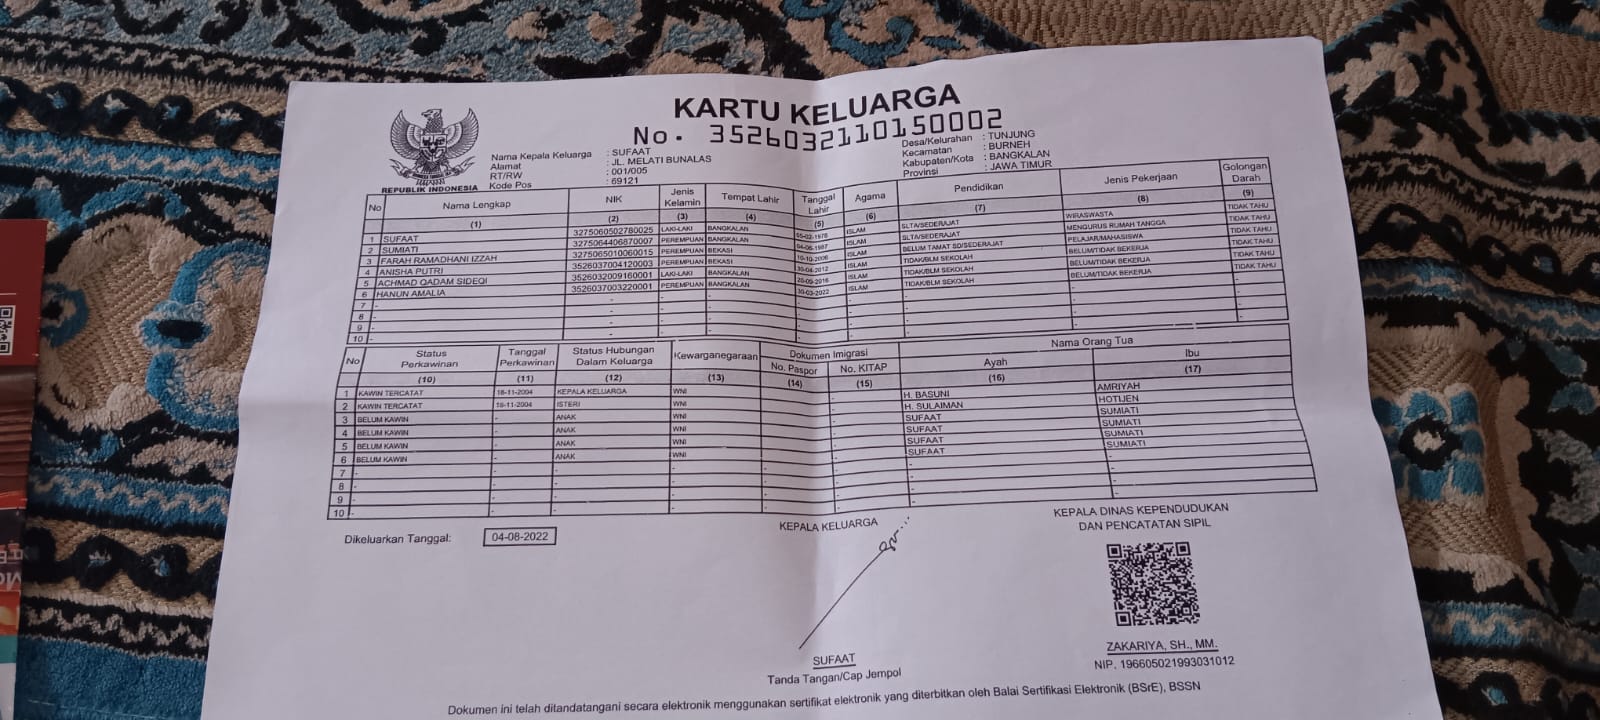 KARTU KELUARGA
No. 3526032110150002
Nama Kepala Keluarga : SUFAAT
Alamat : JL. MELATI BUNALAS
RT/RW : 001/005
Kode Pos : 69121
Desa/Kelurahan : TUNJUNG
Kecamatan : BURNEH
Kabupaten/Kota : BANGKALAN
Provinsi : JAWA TIMUR
REPUBLIK INDONESIA
No Nama Lengkap NIK Jenis Kelamin Tempat Lahir Tanggal Lahir Agama Pendidikan Jenis Pekerjaan Golongan Darah
(1) (2) (3) (4) (5) (6) (7) (8) (9)
1 SUFAAT 3275060502780025 LAKI-LAKI BANGKALAN 05-02-1978 ISLAM SLTA/SEDERAJAT WIRASWASTA TIDAK TAHU
2 SUMIATI 3275064406870007 PEREMPUAN BANGKALAN 04-06-1987 ISLAM SLTA/SEDERAJAT MENGURUS RUMAH TANGGA TIDAK TAHU
3 FARAH RAMADHANI IZZAH 3275065010060015 PEREMPUAN BEKASI 10-10-2006 ISLAM BELUM TAMAT SD/SEDERAJAT PELAJAR/MAHASISWA TIDAK TAHU
4 ANISHA PUTRI 3526037004120003 PEREMPUAN BEKASI 30-04-2012 ISLAM TIDAK/BLM SEKOLAH BELUM/TIDAK BEKERJA TIDAK TAHU
5 ACHMAD QADAM SIDEQI 3526032009160001 LAKI-LAKI BANGKALAN 20-09-2016 ISLAM TIDAK/BLM SEKOLAH BELUM/TIDAK BEKERJA TIDAK TAHU
6 HANUN AMALIA 3526037003220001 PEREMPUAN BANGKALAN 30-03-2022 ISLAM TIDAK/BLM SEKOLAH BELUM/TIDAK BEKERJA TIDAK TAHU
7 -
8 -
9 -
10 -
No Status Perkawinan Tanggal Perkawinan Status Hubungan Dalam Keluarga Kewarganegaraan Dokumen Imigrasi Nama Orang Tua
No. Paspor No. KITAP Ayah Ibu
(10) (11) (12) (13) (14) (15) (16) (17)
1 KAWIN TERCATAT 18-11-2004 KEPALA KELUARGA WNI - H. BASUNI AMRIYAH
2 KAWIN TERCATAT 18-11-2004 ISTERI WNI - H. SULAIMAN HOTIJEN
3 BELUM KAWIN - ANAK WNI - SUFAAT SUMIATI
4 BELUM KAWIN - ANAK WNI - SUFAAT SUMIATI
5 BELUM KAWIN - ANAK WNI - SUFAAT SUMIATI
6 BELUM KAWIN - ANAK WNI - SUFAAT SUMIATI
7 -
8 -
9 -
10 -
Dikeluarkan Tanggal: 04-08-2022
KEPALA KELUARGA
SUFAAT
Tanda Tangan/Cap Jempol
KEPALA DINAS KEPENDUDUKAN
DAN PENCATATAN SIPIL
ZAKARIYA, SH., MM.
NIP. 196605021993031012
Dokumen ini telah ditandatangani secara elektronik menggunakan sertifikat elektronik yang diterbitkan oleh Balai Sertifikasi Elektronik (BSrE), BSSN